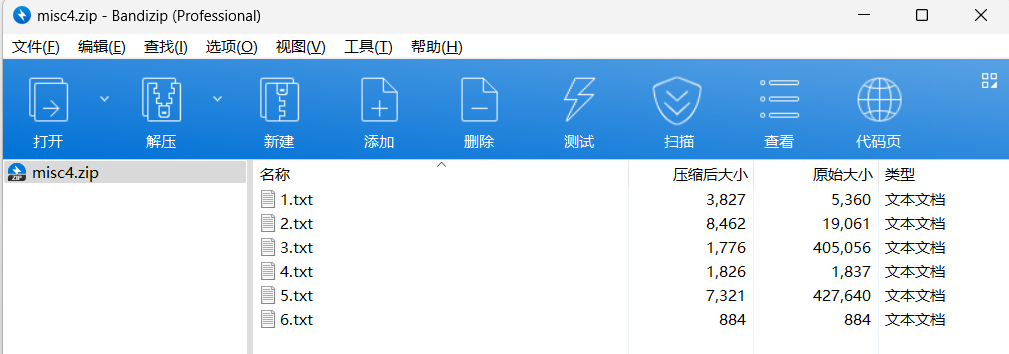 misc4.zip - Bandizip (Professional)
文件(F) 编辑(E) 查找(I) 选项(O) 视图(V) 工具(T) 帮助(H)
打开 解压 新建 添加 删除 测试 扫描 查看 代码页
ZIP misc4.zip
名称 压缩后大小 原始大小 类型
1.txt 3,827 5,360 文本文档
2.txt 8,462 19,061 文本文档
3.txt 1,776 405,056 文本文档
4.txt 1,826 1,837 文本文档
5.txt 7,321 427,640 文本文档
6.txt 884 884 文本文档